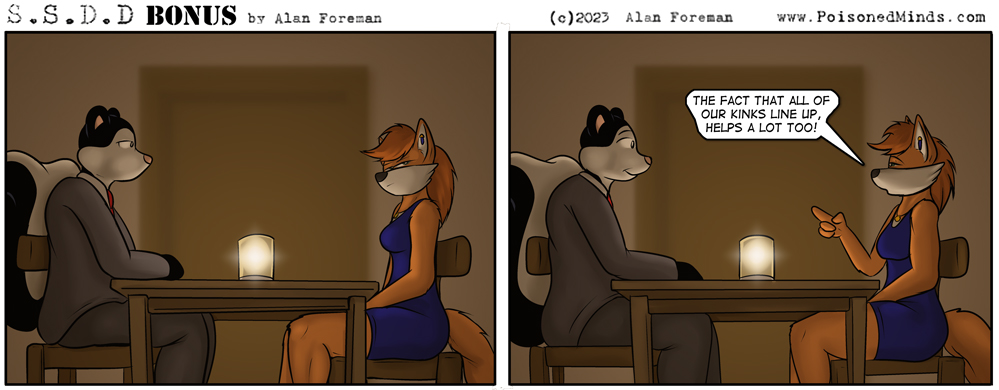 S.S.D.D BONUS by Alan Foreman
(c)2023 Alan Foreman www.PoisonedMinds.com
THE FACT THAT ALL OF
OUR KINKS LINE UP,
HELPS A LOT TOO!